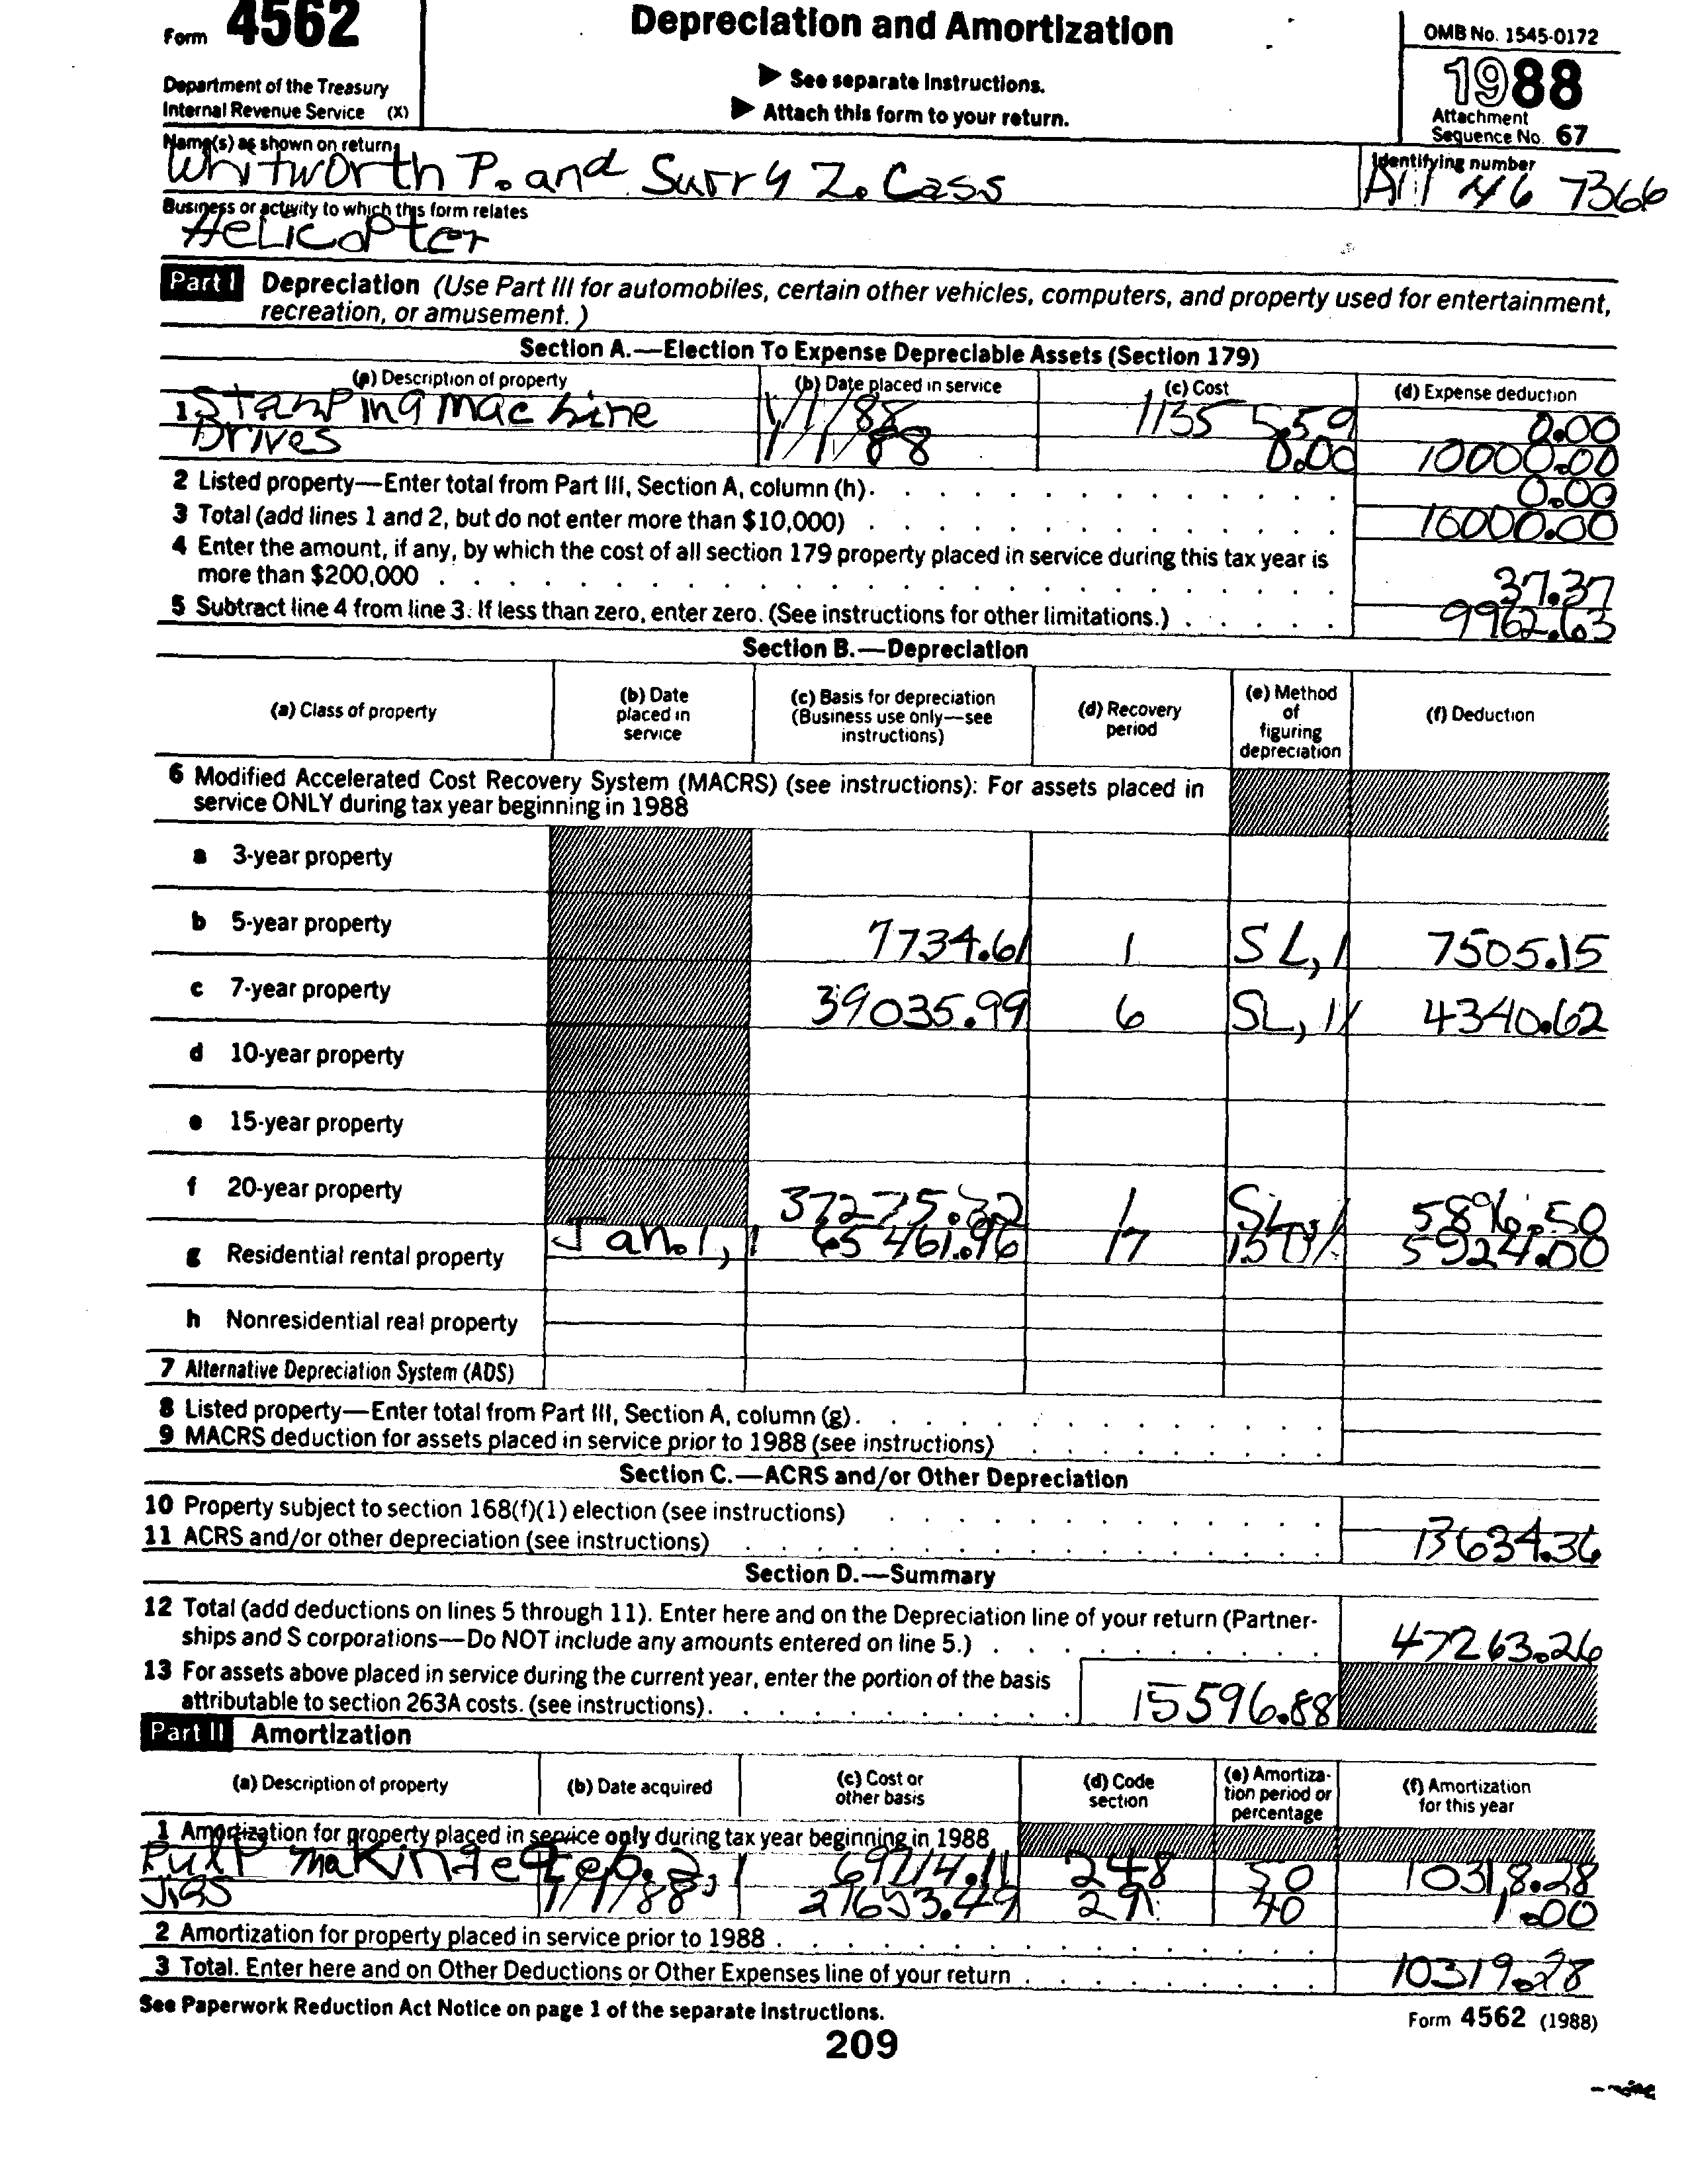 Form 4562
Department of the Treasury
Internal Revenue Service (X)
Depreciation and Amortization
▶ See separate Instructions.
▶ Attach this form to your return.
OMB No. 1545-0172
1988
Attachment
Sequence No. 67
Name(s) as shown on return
Whitworth P. and Surry Z. Cass
Identifying number
46 7366
Business or activity to which this form relates
Helicopter
Part I Depreciation (Use Part III for automobiles, certain other vehicles, computers, and property used for entertainment,
recreation, or amusement.)
Section A.—Election To Expense Depreciable Assets (Section 179)
(a) Description of property (b) Date placed in service (c) Cost (d) Expense deduction
1 Stamping machine 1/1/88 11355.59 0.00
Drives 1/1/88 0.00 10000.00
2 Listed property—Enter total from Part III, Section A, column (h). 0.00
3 Total (add lines 1 and 2, but do not enter more than $10,000) 10000.00
4 Enter the amount, if any, by which the cost of all section 179 property placed in service during this tax year is
more than $200,000 37.37
5 Subtract line 4 from line 3. If less than zero, enter zero. (See instructions for other limitations.) 9962.63
Section B.—Depreciation
(a) Class of property
(b) Date
placed in
service
(c) Basis for depreciation
(Business use only—see
instructions)
(d) Recovery
period
(e) Method
of
figuring
depreciation
(f) Deduction
6 Modified Accelerated Cost Recovery System (MACRS) (see instructions): For assets placed in
service ONLY during tax year beginning in 1988
a 3-year property
b 5-year property 7734.61 1 SL, 1 7505.15
c 7-year property 39035.99 6 SL, 11 4340.62
d 10-year property
e 15-year property
f 20-year property 37275.32 1 SL 5896.50
g Residential rental property Jan. 1, 1 65461.96 17 5924.00
h Nonresidential real property
7 Alternative Depreciation System (ADS)
8 Listed property—Enter total from Part III, Section A, column (g).
9 MACRS deduction for assets placed in service prior to 1988 (see instructions)
Section C.—ACRS and/or Other Depreciation
10 Property subject to section 168(f)(1) election (see instructions)
11 ACRS and/or other depreciation (see instructions) 13634.36
Section D.—Summary
12 Total (add deductions on lines 5 through 11). Enter here and on the Depreciation line of your return (Partner-
ships and S corporations—Do NOT include any amounts entered on line 5.) 47263.26
13 For assets above placed in service during the current year, enter the portion of the basis
attributable to section 263A costs. (see instructions). 15596.88
Part II Amortization
(a) Description of property
(b) Date acquired
(c) Cost or
other basis
(d) Code
section
(e) Amortiza-
tion period or
percentage
(f) Amortization
for this year
1 Amortization for property placed in service only during tax year beginning in 1988
Pulp making eq Feb. 2, 1 69714.11 248 50 10318.28
Jigs 1/1/88 21653.49 291 40 1.00
2 Amortization for property placed in service prior to 1988
3 Total. Enter here and on Other Deductions or Other Expenses line of your return 10319.28
See Paperwork Reduction Act Notice on page 1 of the separate instructions.
Form 4562 (1988)
209